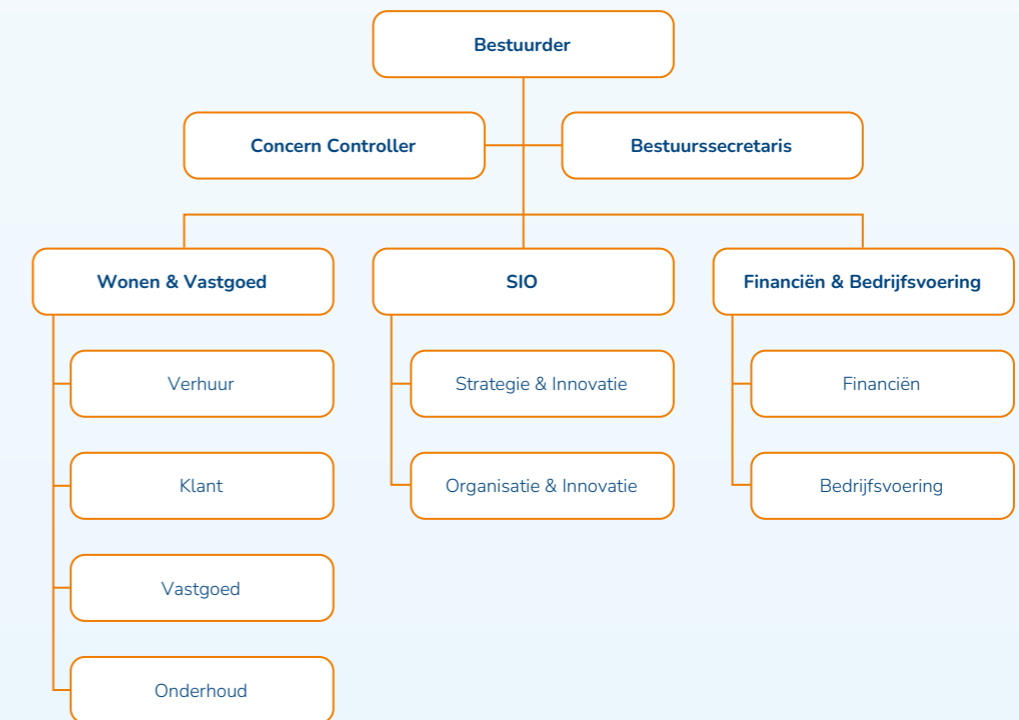 Bestuurder
Concern Controller
Bestuurssecretaris
Wonen & Vastgoed
SIO
Financiën & Bedrijfsvoering
Verhuur
Strategie & Innovatie
Financiën
Klant
Organisatie & Innovatie
Bedrijfsvoering
Vastgoed
Onderhoud